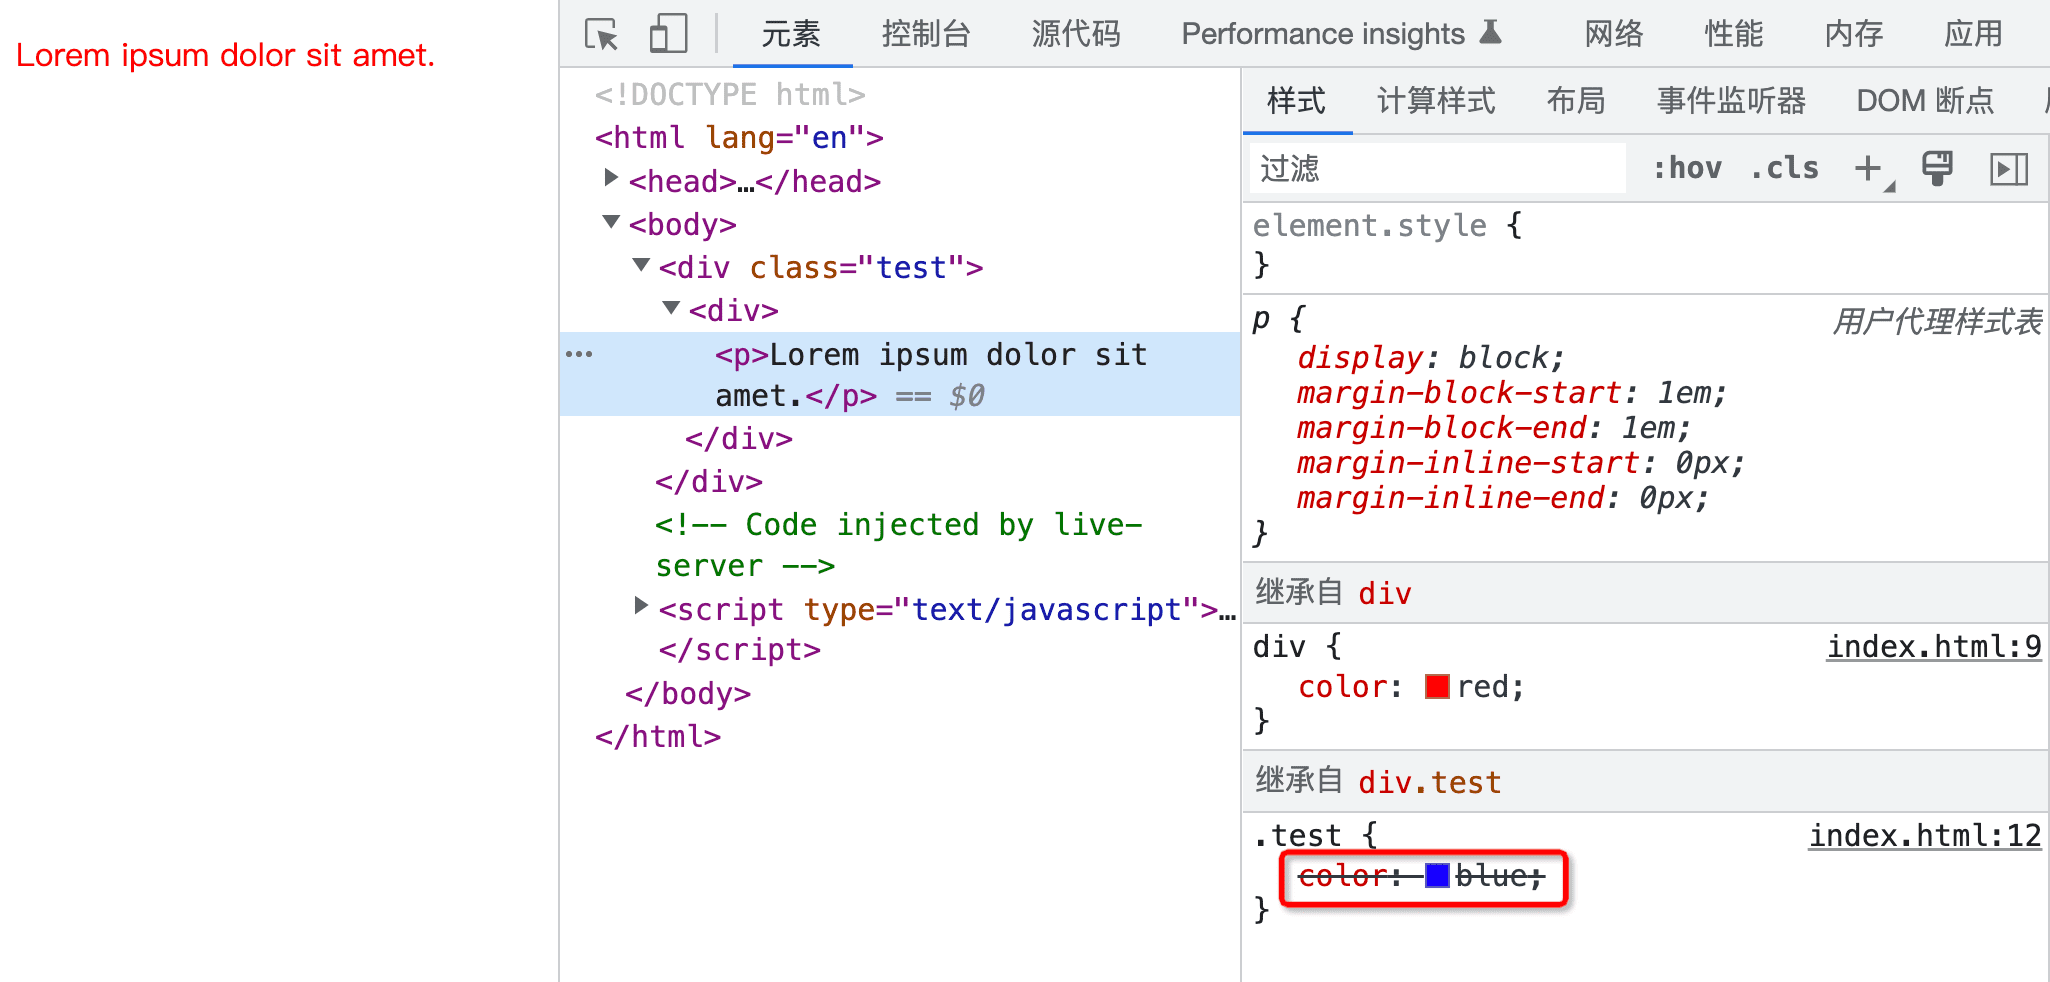 Lorem ipsum dolor sit amet.
元素 控制台 源代码 Performance insights 网络 性能 内存 应用
<!DOCTYPE html>
<html lang="en">
<head>…</head>
<body>
<div class="test">
<div>
<p>Lorem ipsum dolor sit
amet.</p> == $0
</div>
</div>
<!-- Code injected by live-
server -->
<script type="text/javascript">…
</script>
</body>
</html>
样式 计算样式 布局 事件监听器 DOM 断点
过滤 :hov .cls
element.style {
}
p { 用户代理样式表
display: block;
margin-block-start: 1em;
margin-block-end: 1em;
margin-inline-start: 0px;
margin-inline-end: 0px;
}
继承自 div
div { index.html:9
color: red;
}
继承自 div.test
.test { index.html:12
color: blue;
}